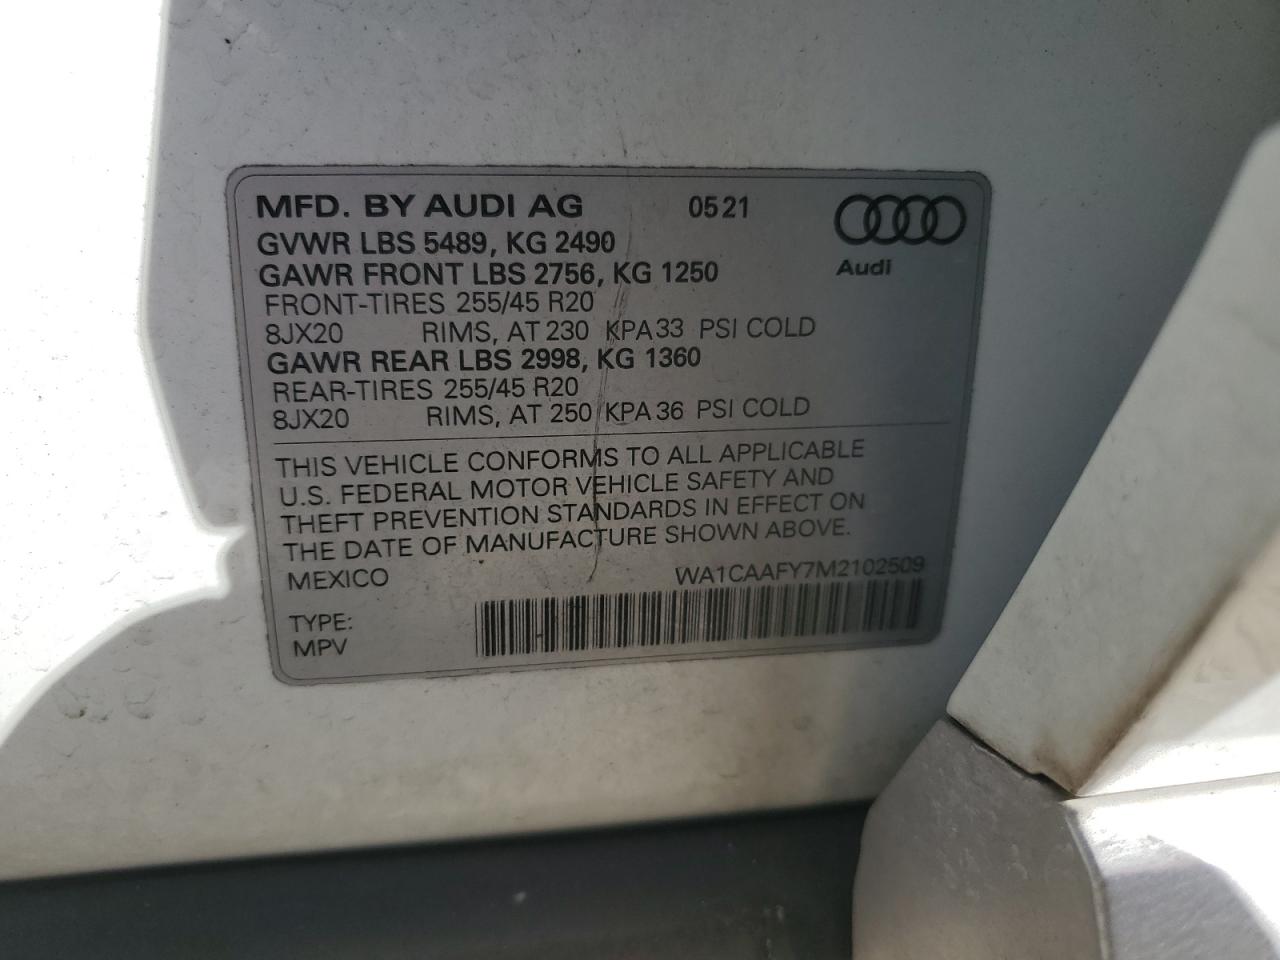 MFD. BY AUDI AG 0521
GVWR LBS 5489, KG 2490
GAWR FRONT LBS 2756, KG 1250
Audi
FRONT-TIRES 255/45 R20
8JX20 RIMS, AT 230 KPA 33 PSI COLD
GAWR REAR LBS 2998, KG 1360
REAR-TIRES 255/45 R20
8JX20 RIMS, AT 250 KPA 36 PSI COLD
THIS VEHICLE CONFORMS TO ALL APPLICABLE
U.S. FEDERAL MOTOR VEHICLE SAFETY AND
THEFT PREVENTION STANDARDS IN EFFECT ON
THE DATE OF MANUFACTURE SHOWN ABOVE.
MEXICO WA1CAAFY7M2102509
TYPE:
MPV